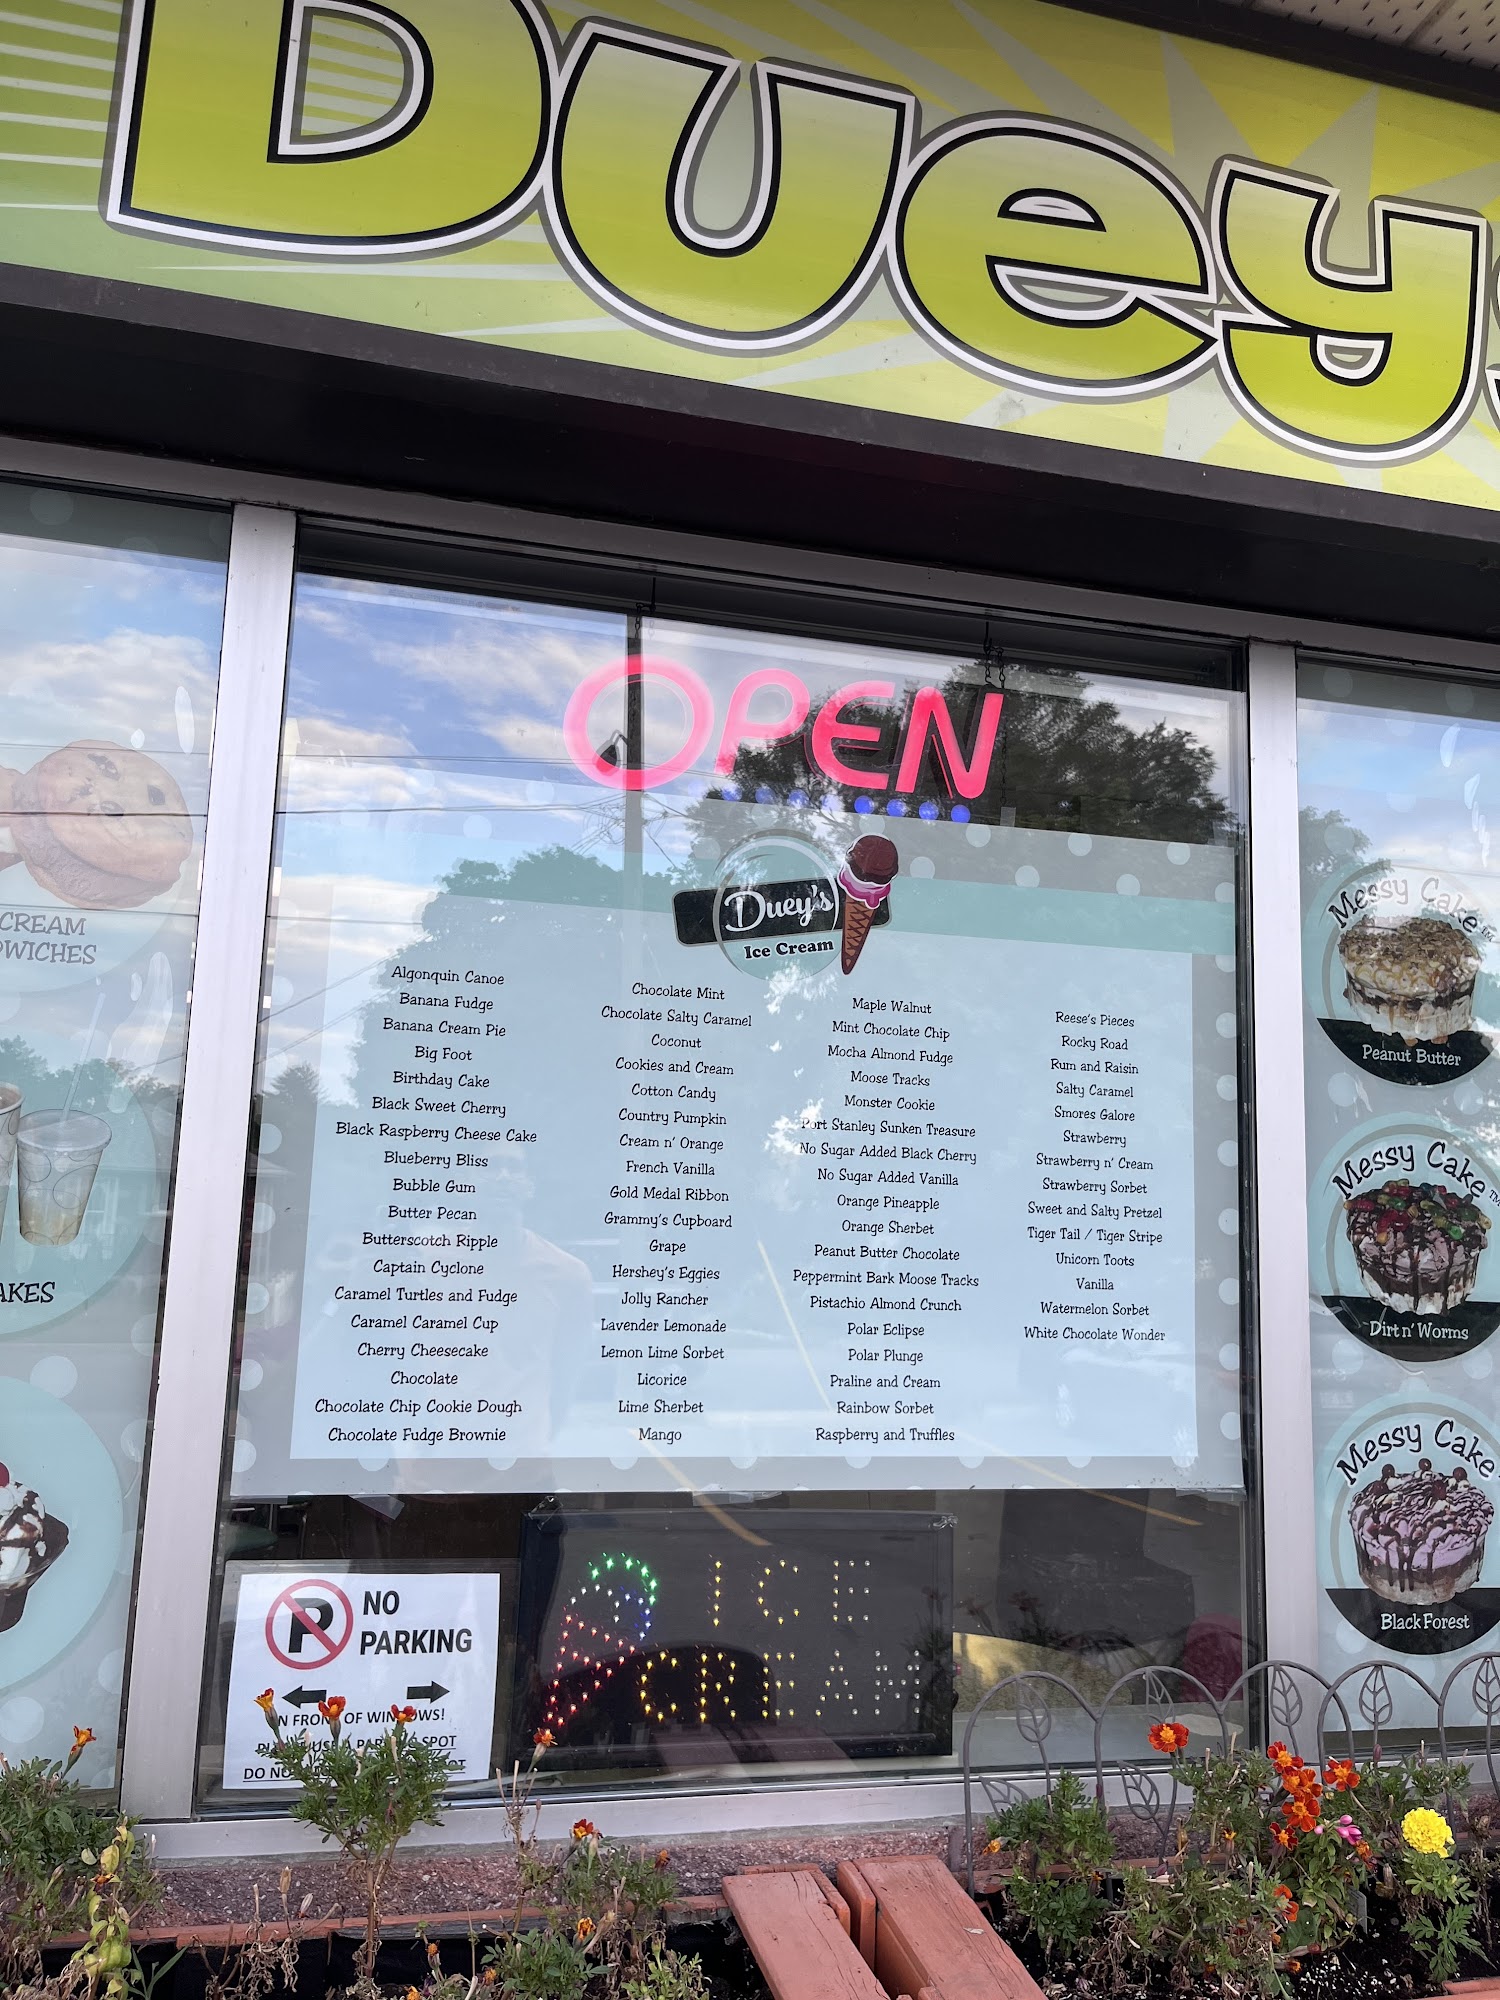 Duey
OPEN
Duey's
Ice Cream
Algonquin Canoe
Banana Fudge
Banana Cream Pie
Big Foot
Birthday Cake
Black Sweet Cherry
Black Raspberry Cheese Cake
Blueberry Bliss
Bubble Gum
Butter Pecan
Butterscotch Ripple
Captain Cyclone
Caramel Turtles and Fudge
Caramel Caramel Cup
Cherry Cheesecake
Chocolate
Chocolate Chip Cookie Dough
Chocolate Fudge Brownie
Chocolate Mint
Chocolate Salty Caramel
Coconut
Cookies and Cream
Cotton Candy
Country Pumpkin
Cream n' Orange
French Vanilla
Gold Medal Ribbon
Grammy's Cupboard
Grape
Hershey's Eggies
Jolly Rancher
Lavender Lemonade
Lemon Lime Sorbet
Licorice
Lime Sherbet
Mango
Maple Walnut
Mint Chocolate Chip
Mocha Almond Fudge
Moose Tracks
Monster Cookie
Port Stanley Sunken Treasure
No Sugar Added Black Cherry
No Sugar Added Vanilla
Orange Pineapple
Orange Sherbet
Peanut Butter Chocolate
Peppermint Bark Moose Tracks
Pistachio Almond Crunch
Polar Eclipse
Polar Plunge
Praline and Cream
Rainbow Sorbet
Raspberry and Truffles
Reese's Pieces
Rocky Road
Rum and Raisin
Salty Caramel
Smores Galore
Strawberry
Strawberry n' Cream
Strawberry Sorbet
Sweet and Salty Pretzel
Tiger Tail / Tiger Stripe
Unicorn Toots
Vanilla
Watermelon Sorbet
White Chocolate Wonder
CREAM
WICHES
AKES
Messy Cake™
Peanut Butter
Messy Cake™
Dirt n' Worms
Messy Cake
Black Forest
P NO
PARKING
IN FRONT OF WINDOWS!
USE A PARKING SPOT
DO NOT
ICE
CREAM